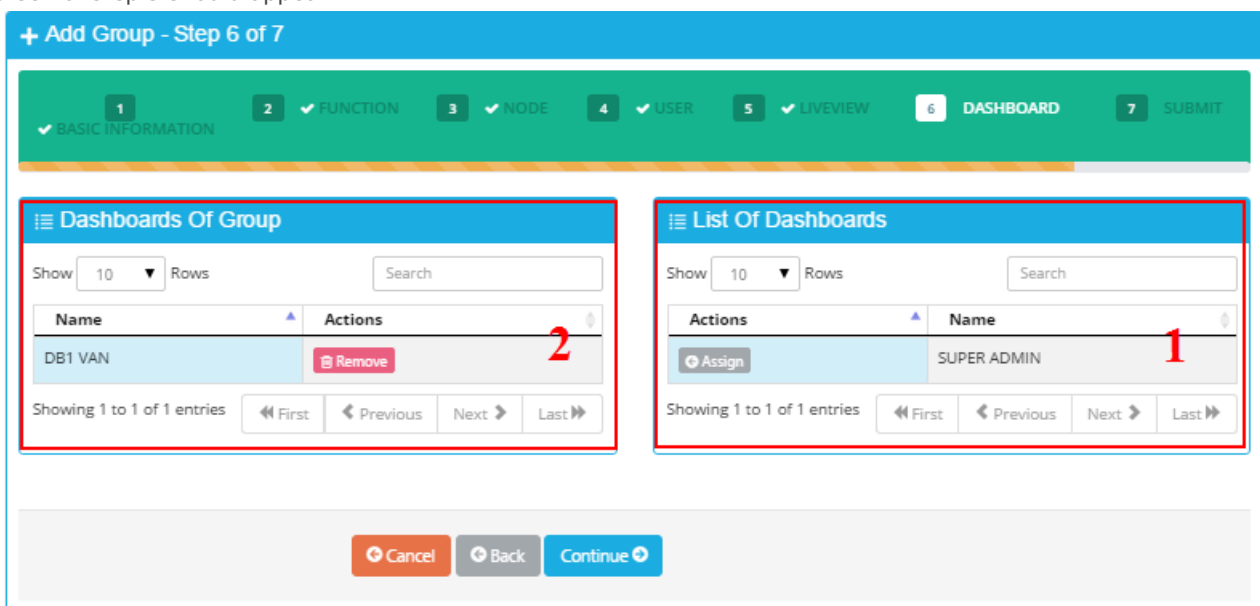 Add Group - Step 6 of 7
1 BASIC INFORMATION
2 FUNCTION
3 NODE
4 USER
5 LIVEVIEW
6 DASHBOARD
7 SUBMIT
Dashboards Of Group
Show 10 Rows Search
Name Actions
DB1 VAN Remove
2
Showing 1 to 1 of 1 entries First Previous Next Last
List Of Dashboards
Show 10 Rows Search
Actions Name
Assign SUPER ADMIN
1
Showing 1 to 1 of 1 entries First Previous Next Last
Cancel Back Continue